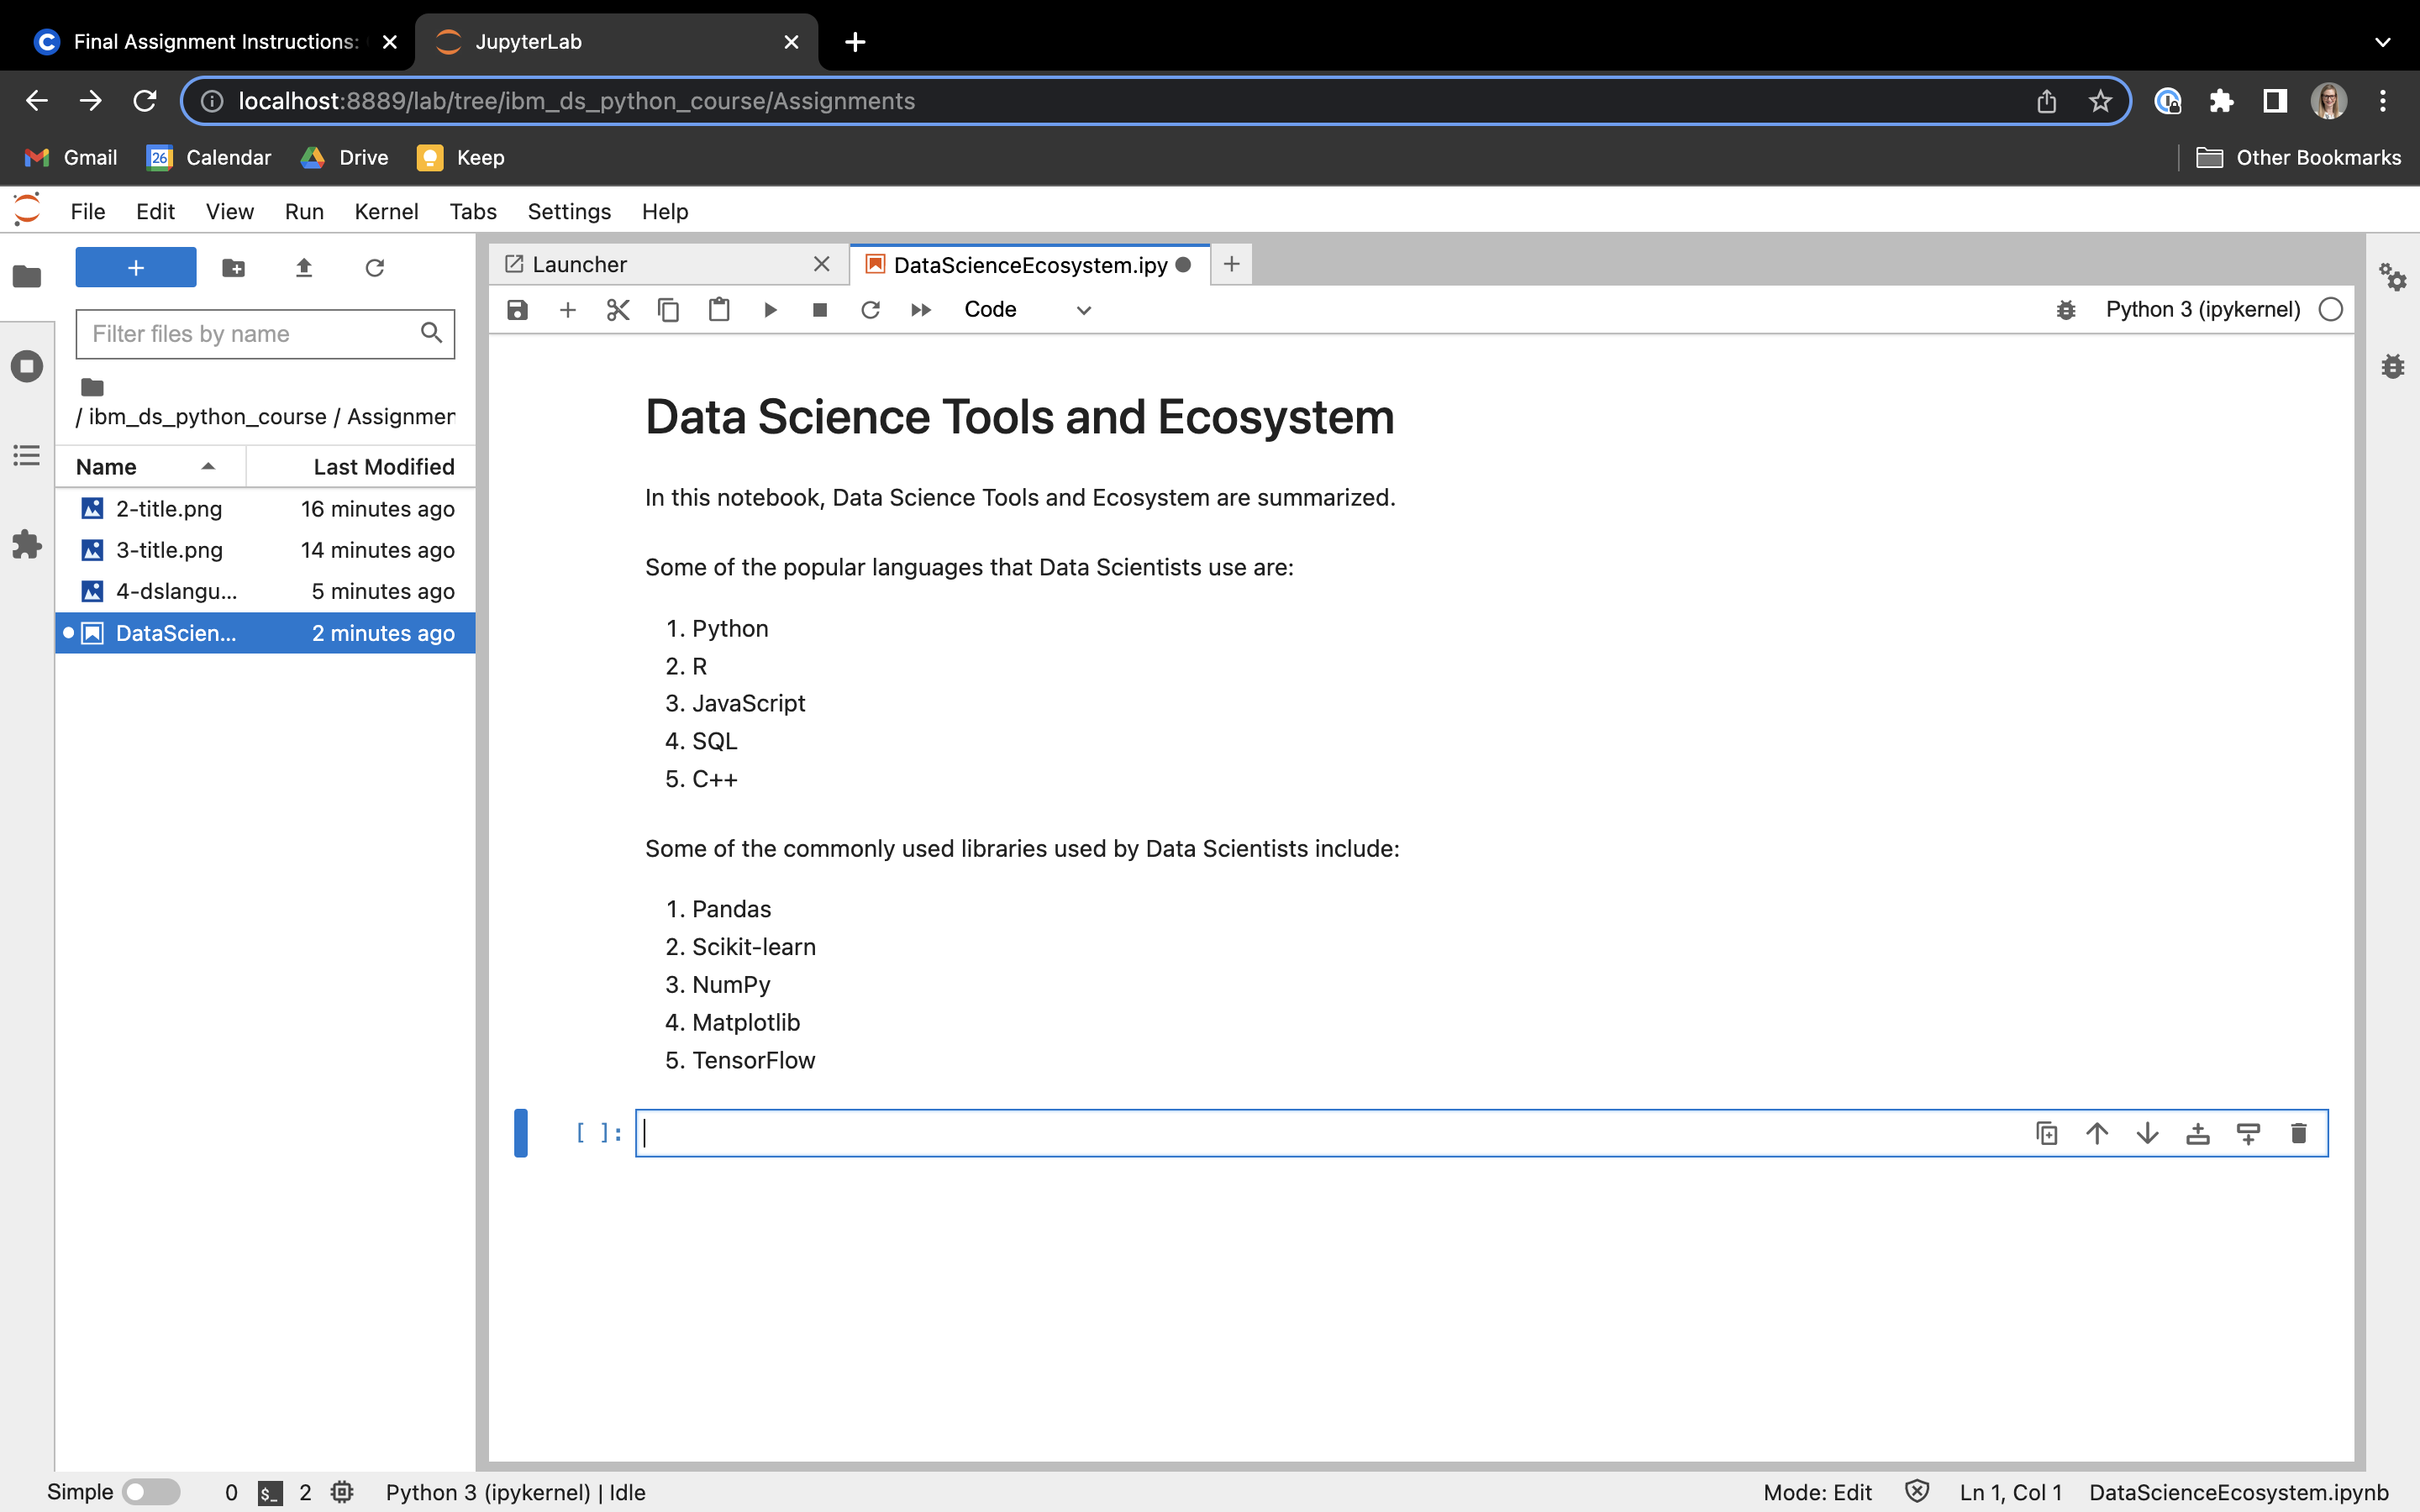 Final Assignment Instructions:
JupyterLab
localhost:8889/lab/tree/ibm_ds_python_course/Assignments
Gmail
26
Calendar
Drive
Keep
Other Bookmarks
File Edit View Run Kernel Tabs Settings Help
Launcher
DataScienceEcosystem.ipy
Code
Python 3 (ipykernel)
Filter files by name
/ ibm_ds_python_course / Assignmen
Name Last Modified
2-title.png 16 minutes ago
3-title.png 14 minutes ago
4-dslangu... 5 minutes ago
DataScien... 2 minutes ago
Data Science Tools and Ecosystem
In this notebook, Data Science Tools and Ecosystem are summarized.
Some of the popular languages that Data Scientists use are:
1. Python
2. R
3. JavaScript
4. SQL
5. C++
Some of the commonly used libraries used by Data Scientists include:
1. Pandas
2. Scikit-learn
3. NumPy
4. Matplotlib
5. TensorFlow
[ ]:
Simple 0 $_ 2 Python 3 (ipykernel) | Idle
Mode: Edit Ln 1, Col 1 DataScienceEcosystem.ipynb